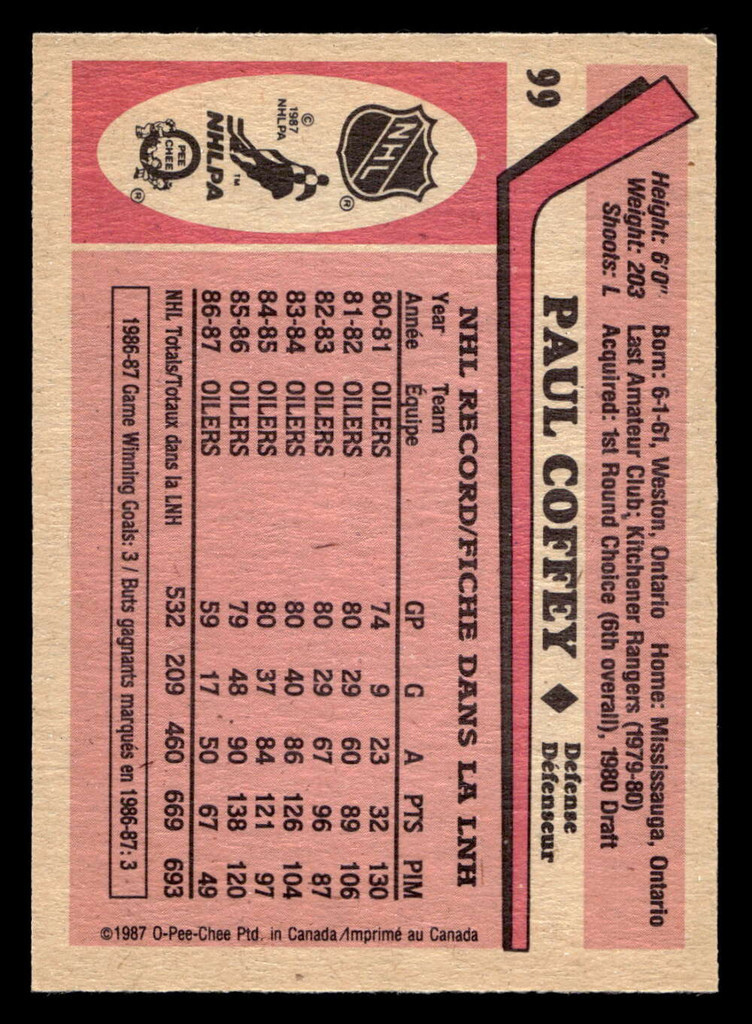 99
Height: 6'0" Born: 6-1-61, Weston, Ontario Home: Mississauga, Ontario
Weight: 203 Last Amateur Club: Kitchener Rangers (1979-80)
Shoots: L Acquired: 1st Round Choice (6th overall), 1980 Draft
PAUL COFFEY ♦ Defense
Défenseur
NHL
®
© 1987 NHLPA
NHLPA
™
O
PEE CHEE
®
NHL RECORD/FICHE DANS LA LNH
Year Team
Année Équipe GP G A PTS PIM
80-81 OILERS 74 9 23 32 130
81-82 OILERS 80 29 60 89 106
82-83 OILERS 80 29 67 96 87
83-84 OILERS 80 40 86 126 104
84-85 OILERS 80 37 84 121 97
85-86 OILERS 79 48 90 138 120
86-87 OILERS 59 17 50 67 49
NHL Totals/Totaux dans la LNH 532 209 460 669 693
1986-87 Game Winning Goals: 3 / Buts gagnants marqués en 1986-87: 3
©1987 O-Pee-Chee Ptd. in Canada/Imprimé au Canada